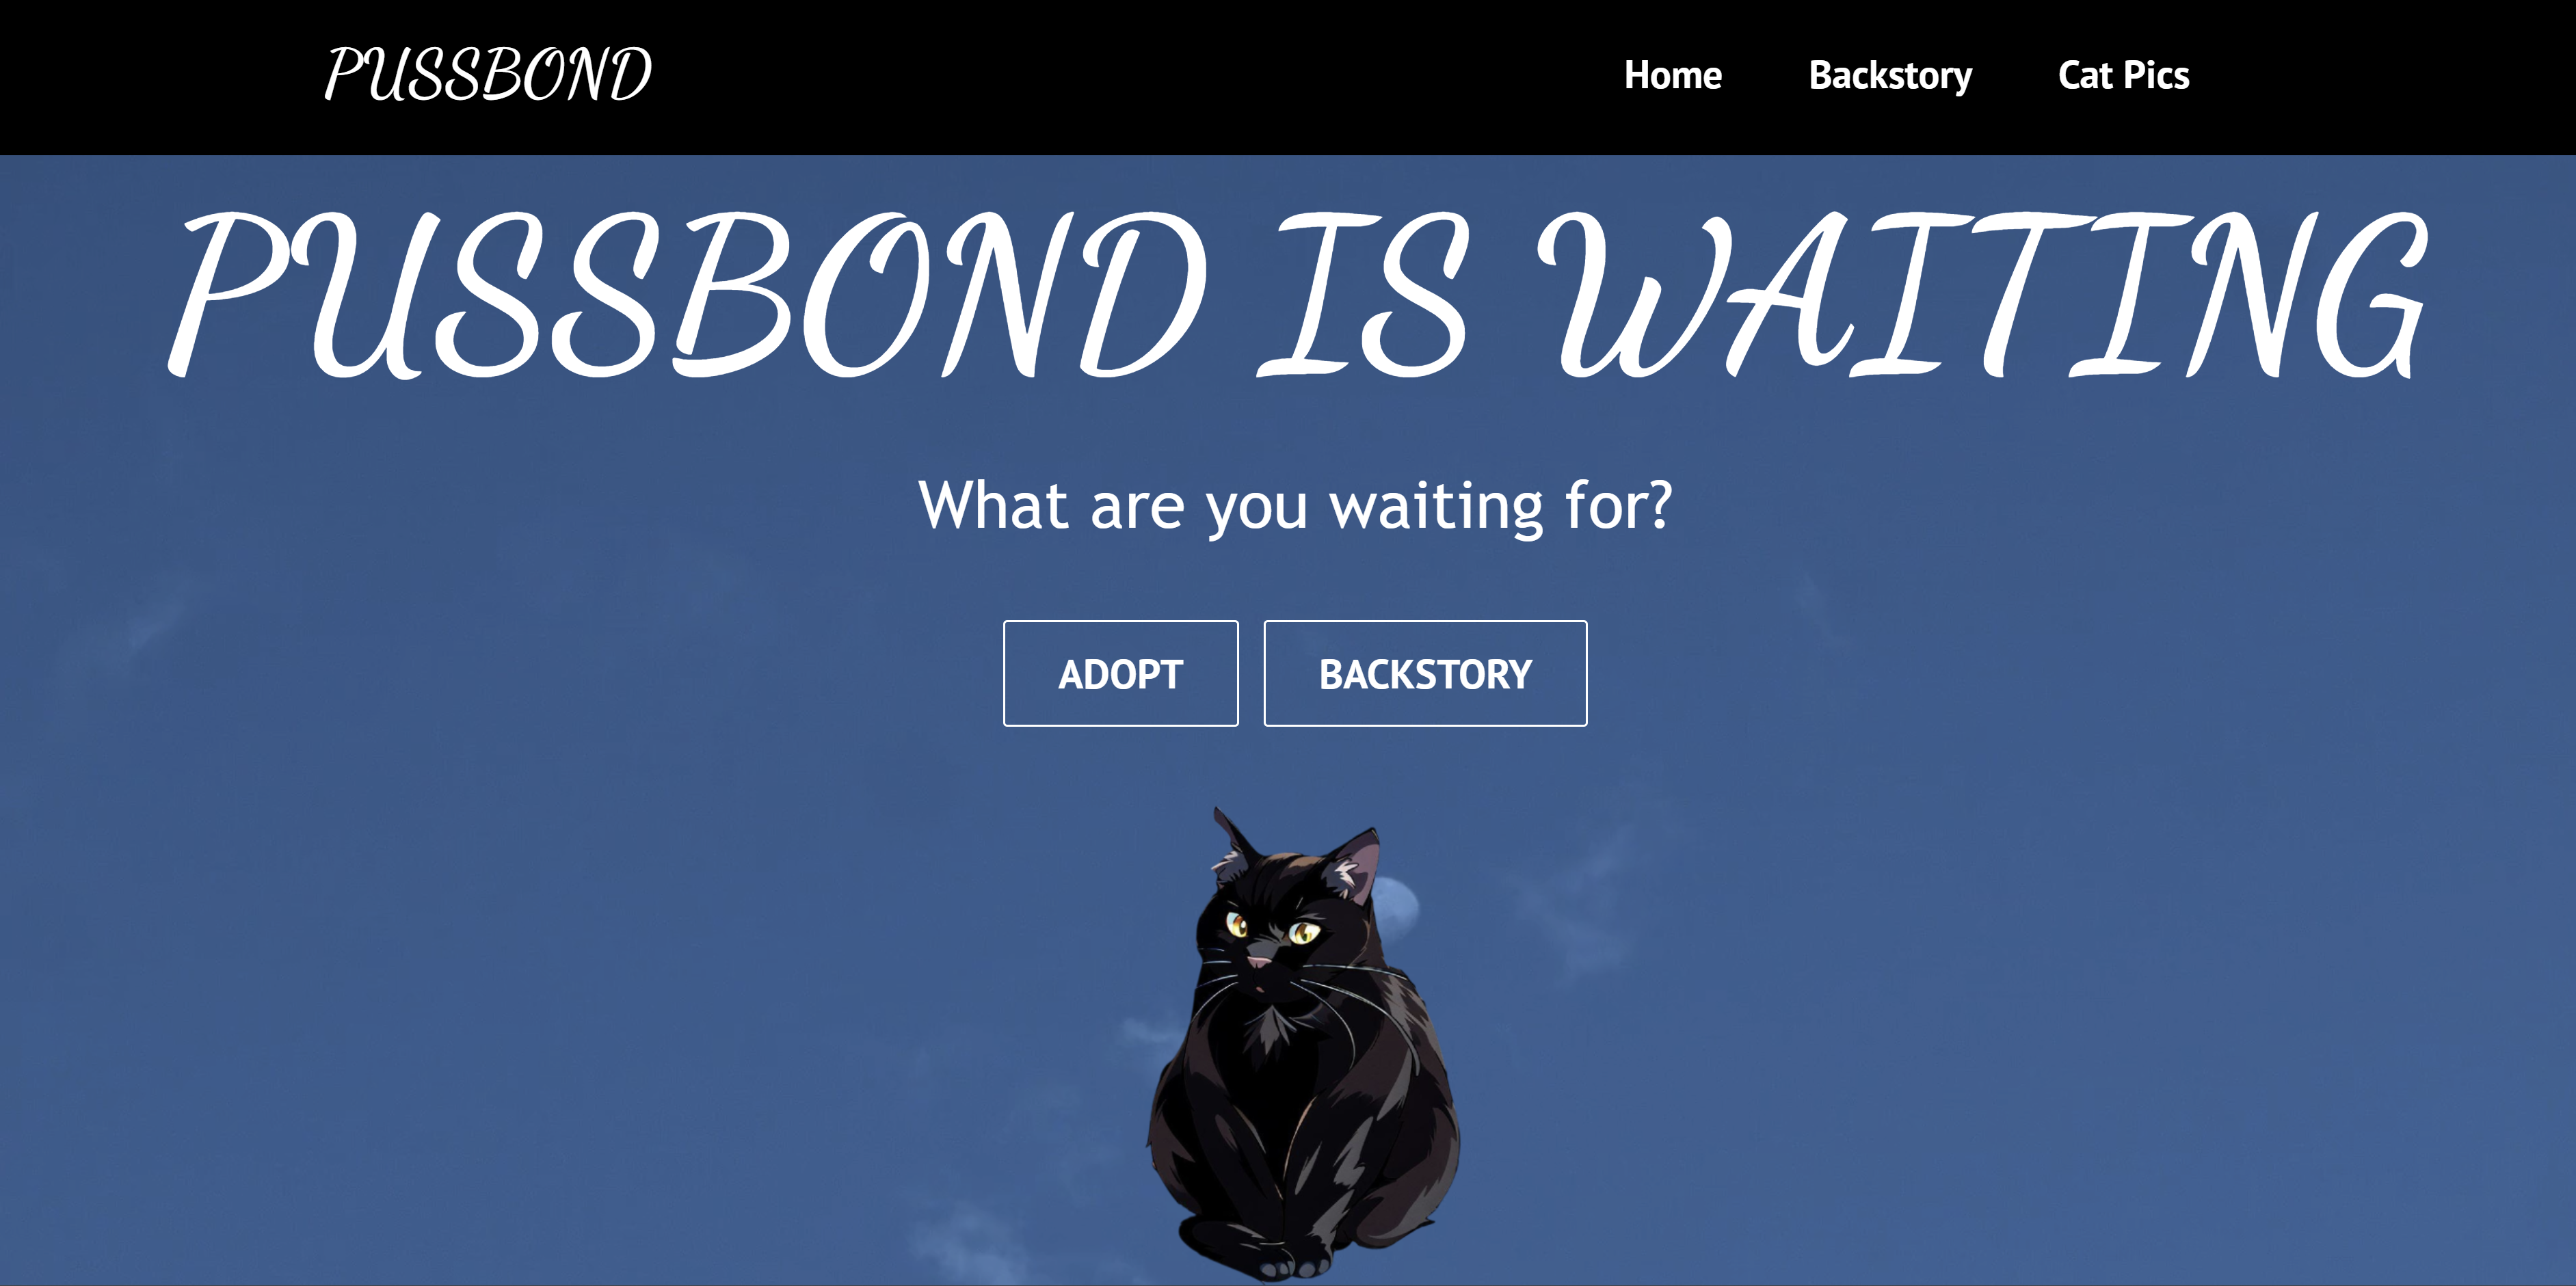 PUSSBOND
Home Backstory Cat Pics
PUSSBOND IS WAITING
What are you waiting for?
ADOPT BACKSTORY